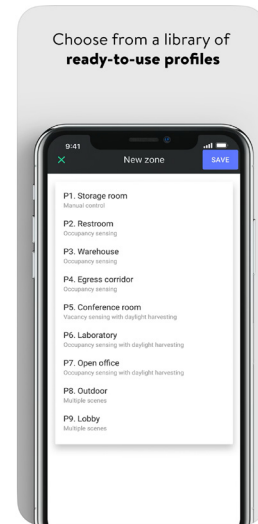 Choose from a library of
ready-to-use profiles
9:41
New zone
SAVE
P1. Storage room
Manual control
P2. Restroom
Occupancy sensing
P3. Warehouse
Occupancy sensing
P4. Egress corridor
Occupancy sensing
P5. Conference room
Vacancy sensing with daylight harvesting
P6. Laboratory
Occupancy sensing with daylight harvesting
P7. Open office
Occupancy sensing with daylight harvesting
P8. Outdoor
Multiple scenes
P9. Lobby
Multiple scenes